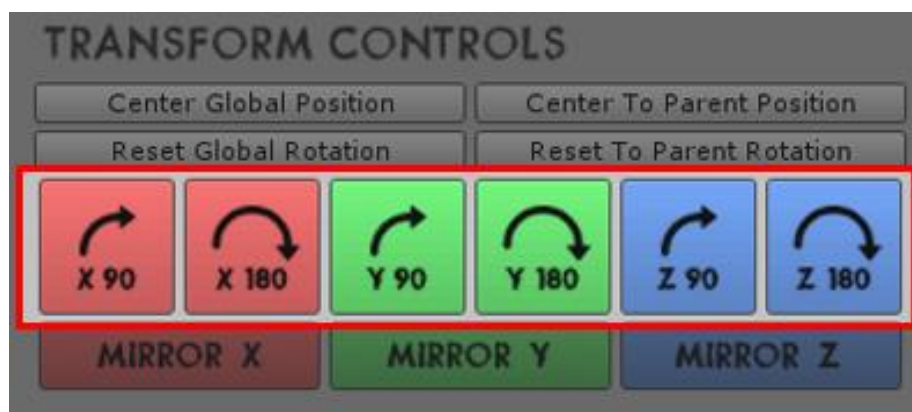 TRANSFORM CONTROLS
Center Global Position Center To Parent Position
Reset Global Rotation Reset To Parent Rotation
X 90 X 180 Y 90 Y 180 Z 90 Z 180
MIRROR X MIRROR Y MIRROR Z